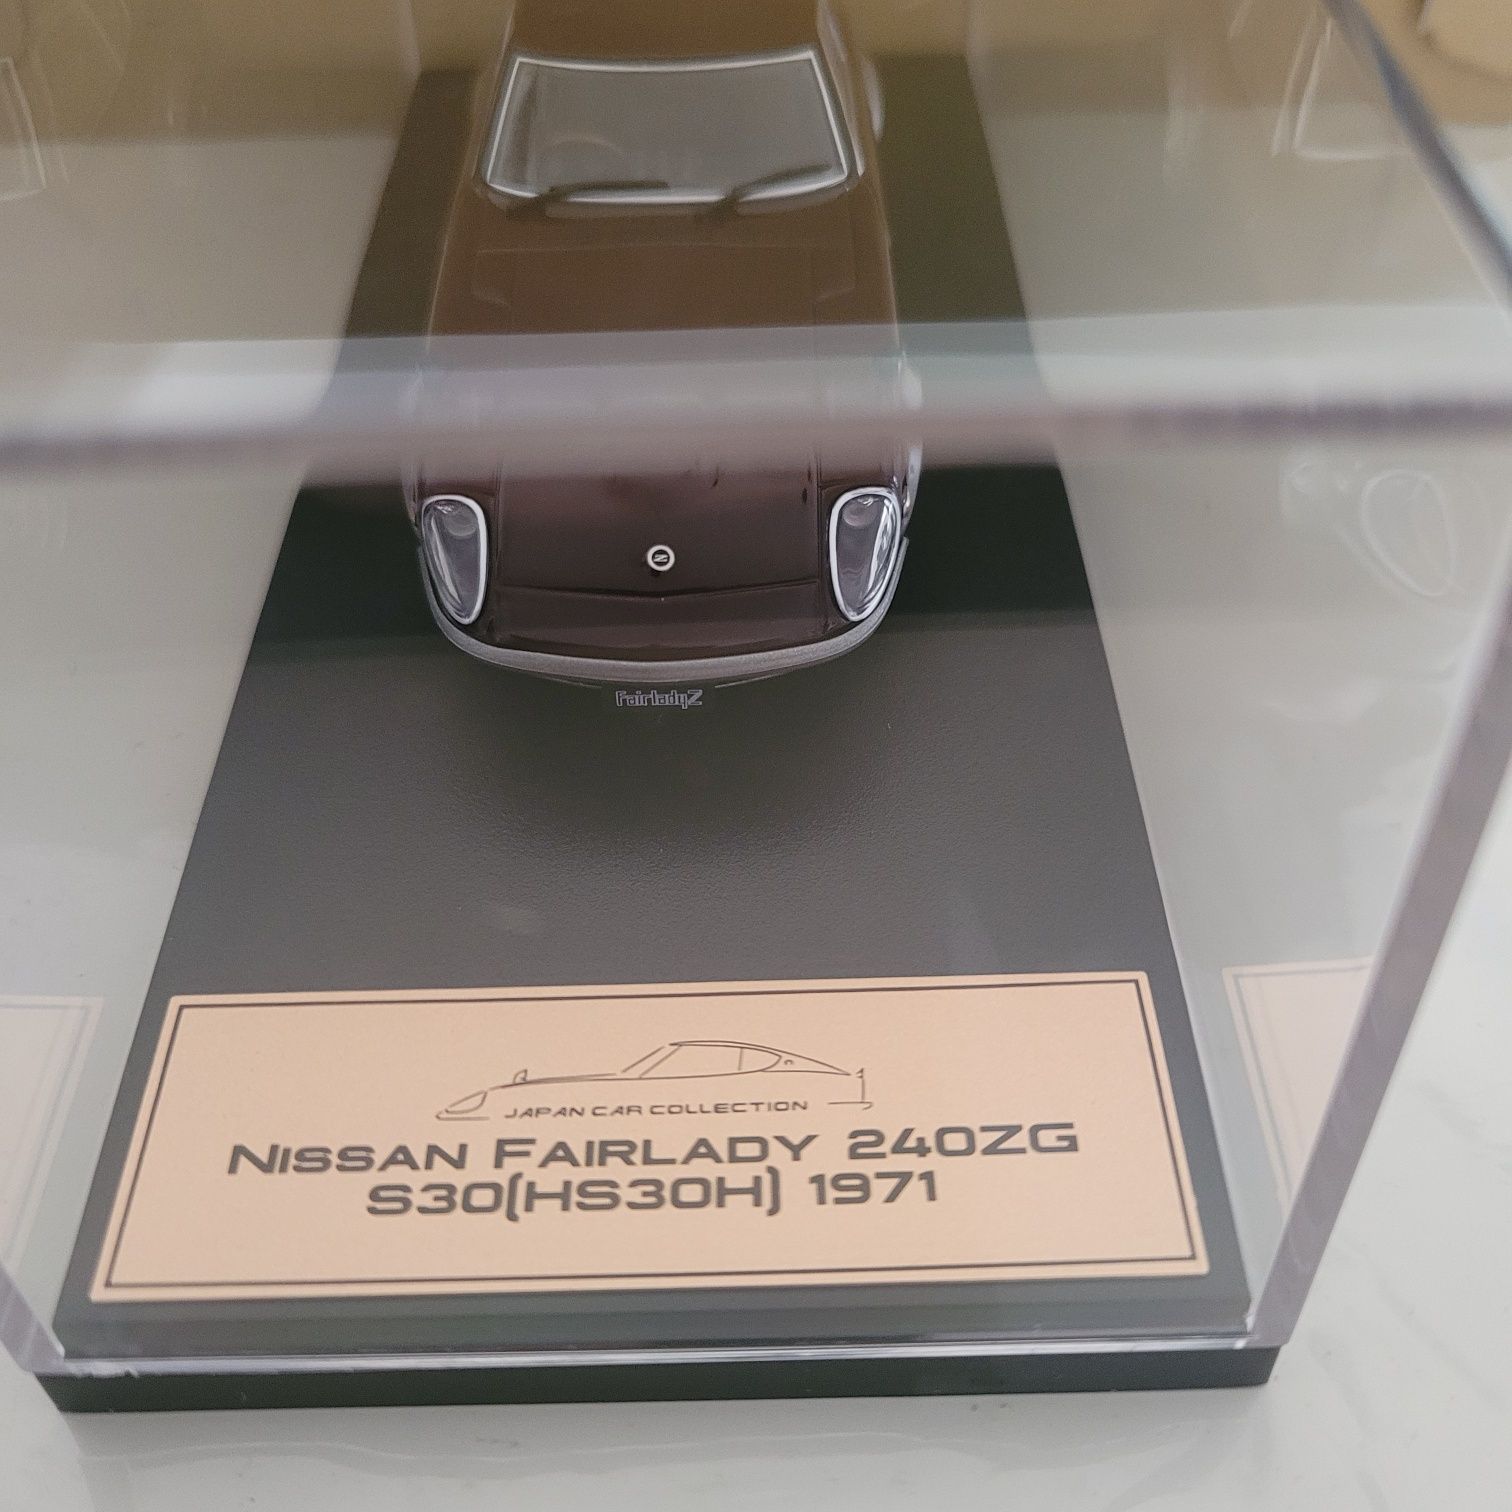 FairladyZ
JAPAN CAR COLLECTION
NISSAN FAIRLADY 240ZG
S30(HS30H) 1971